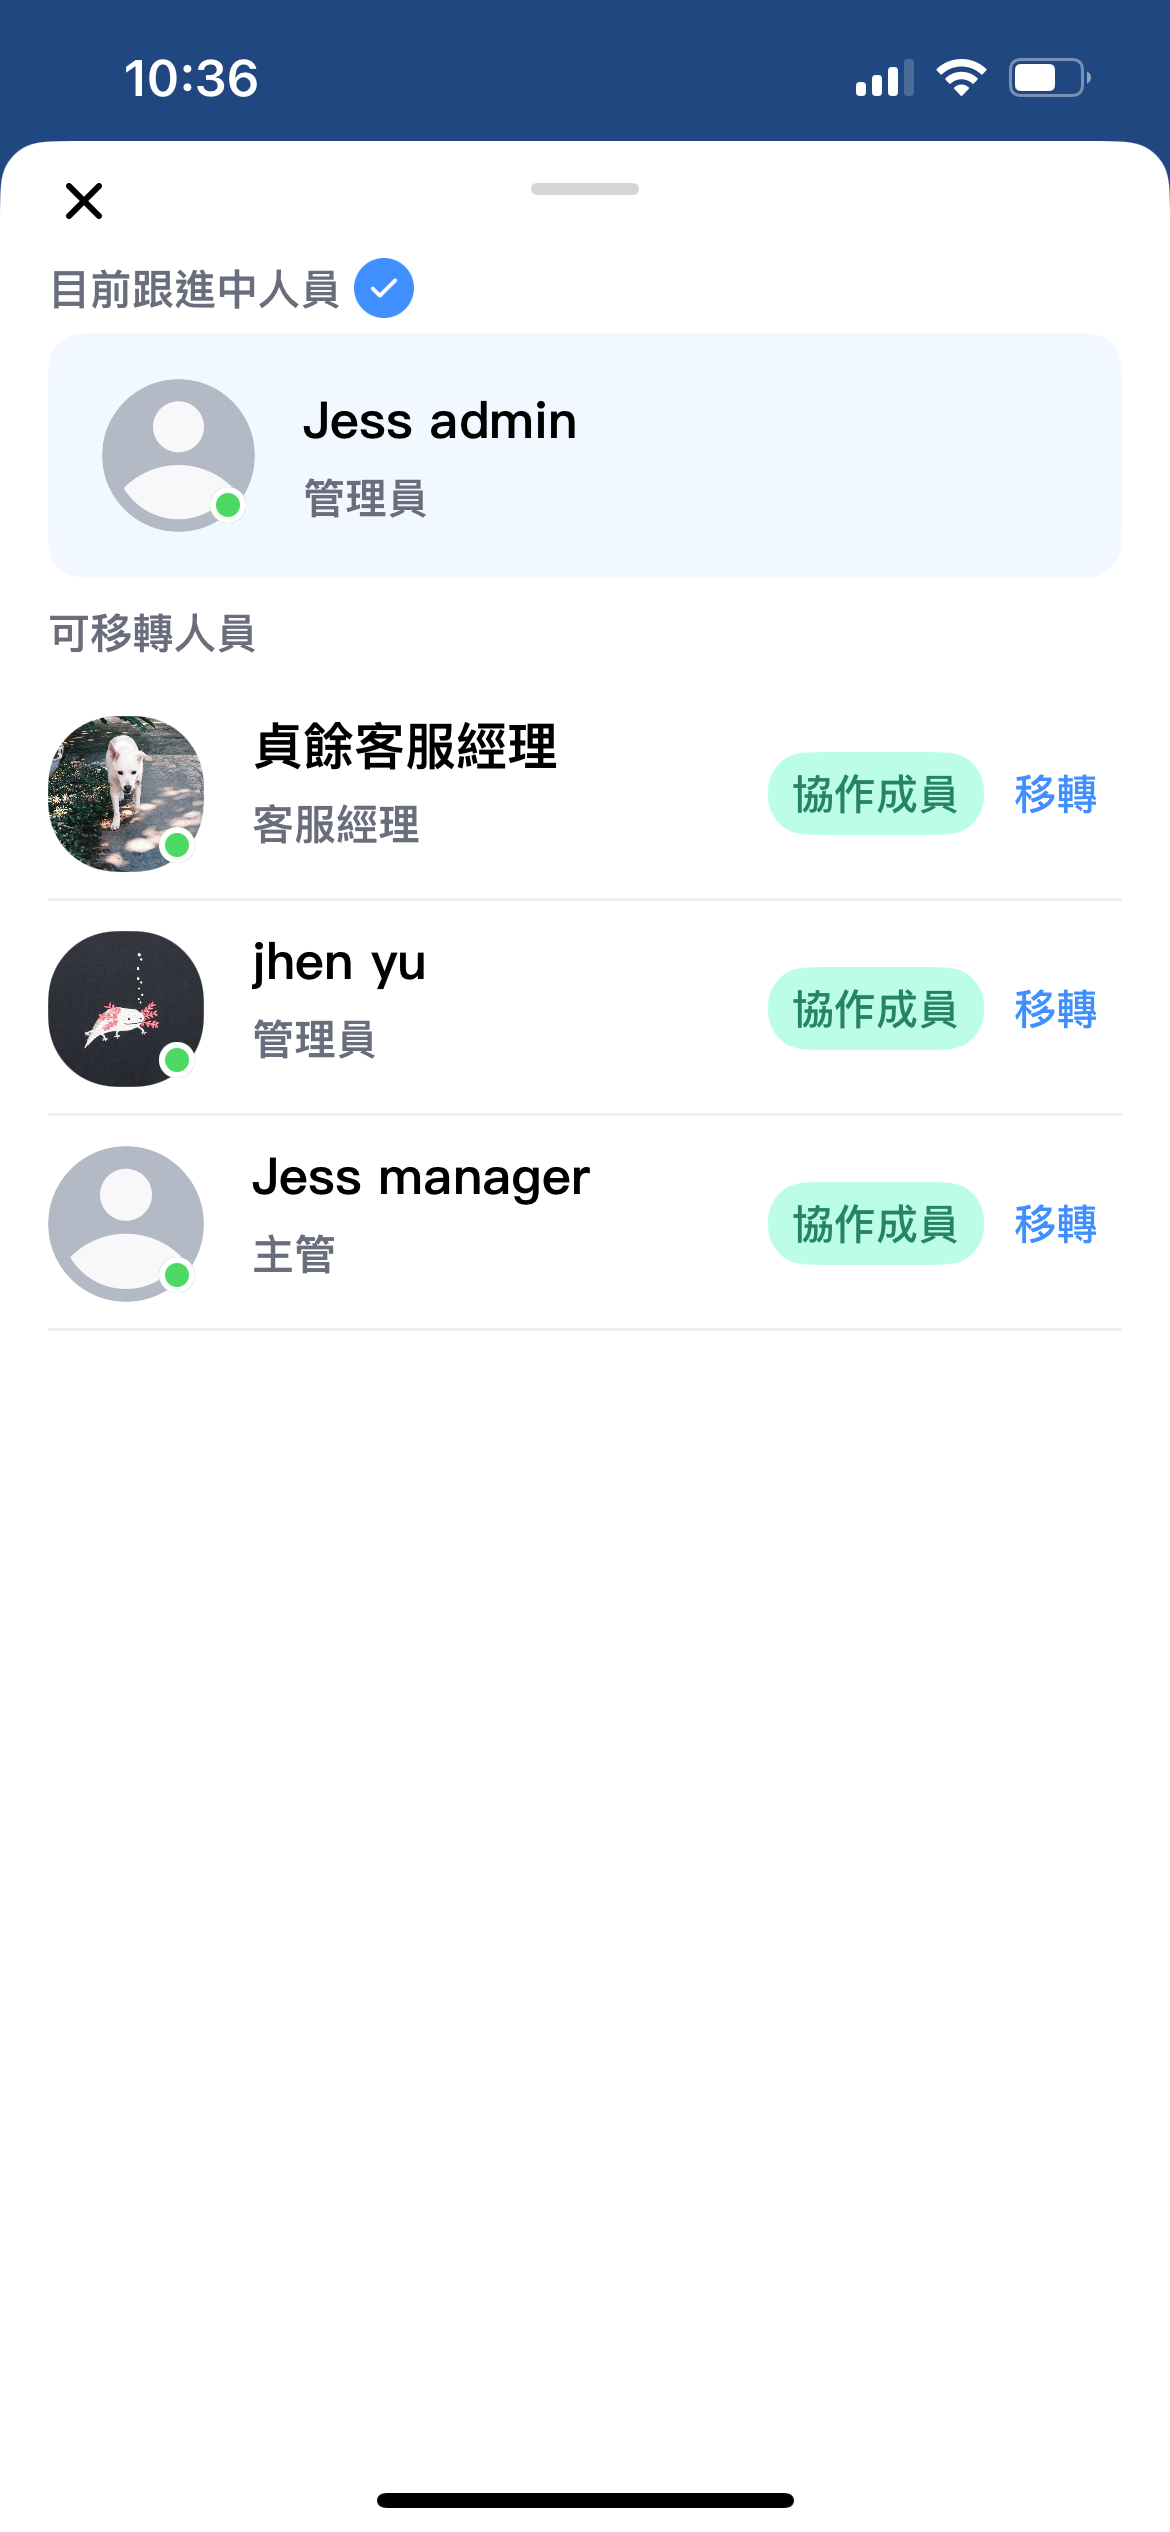 10:36
目前跟進中人員
Jess admin
管理員
可移轉人員
貞餘客服經理
客服經理
協作成員 移轉
jhen yu
管理員
協作成員 移轉
Jess manager
主管
協作成員 移轉